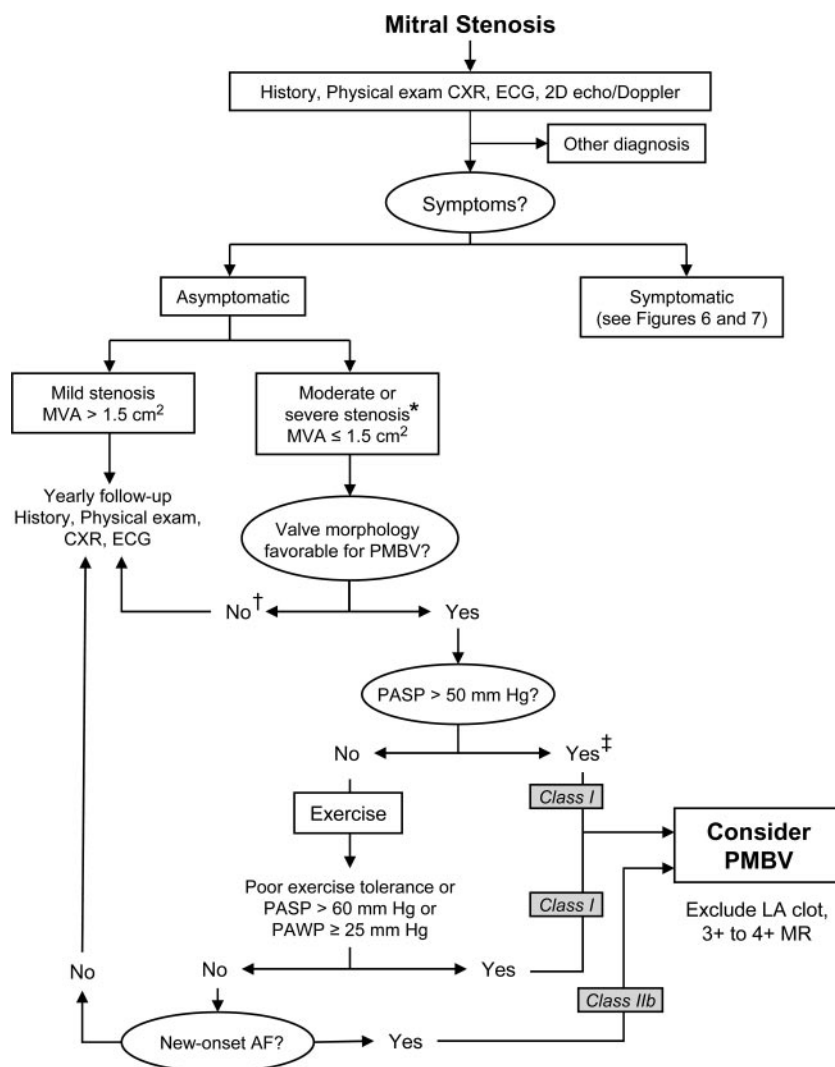 Mitral Stenosis
History, Physical exam CXR, ECG, 2D echo/Doppler
Other diagnosis
Symptoms?
Asymptomatic
Symptomatic
(see Figures 6 and 7)
Mild stenosis
MVA > 1.5 cm²
Moderate or
severe stenosis*
MVA ≤ 1.5 cm²
Yearly follow-up
History, Physical exam,
CXR, ECG
Valve morphology
favorable for PMBV?
No†
Yes
PASP > 50 mm Hg?
No
Yes‡
Class I
Exercise
Consider
PMBV
Poor exercise tolerance or
PASP > 60 mm Hg or
PAWP ≥ 25 mm Hg
Class I
Exclude LA clot,
3+ to 4+ MR
No
No
Yes
Class IIb
New-onset AF?
Yes